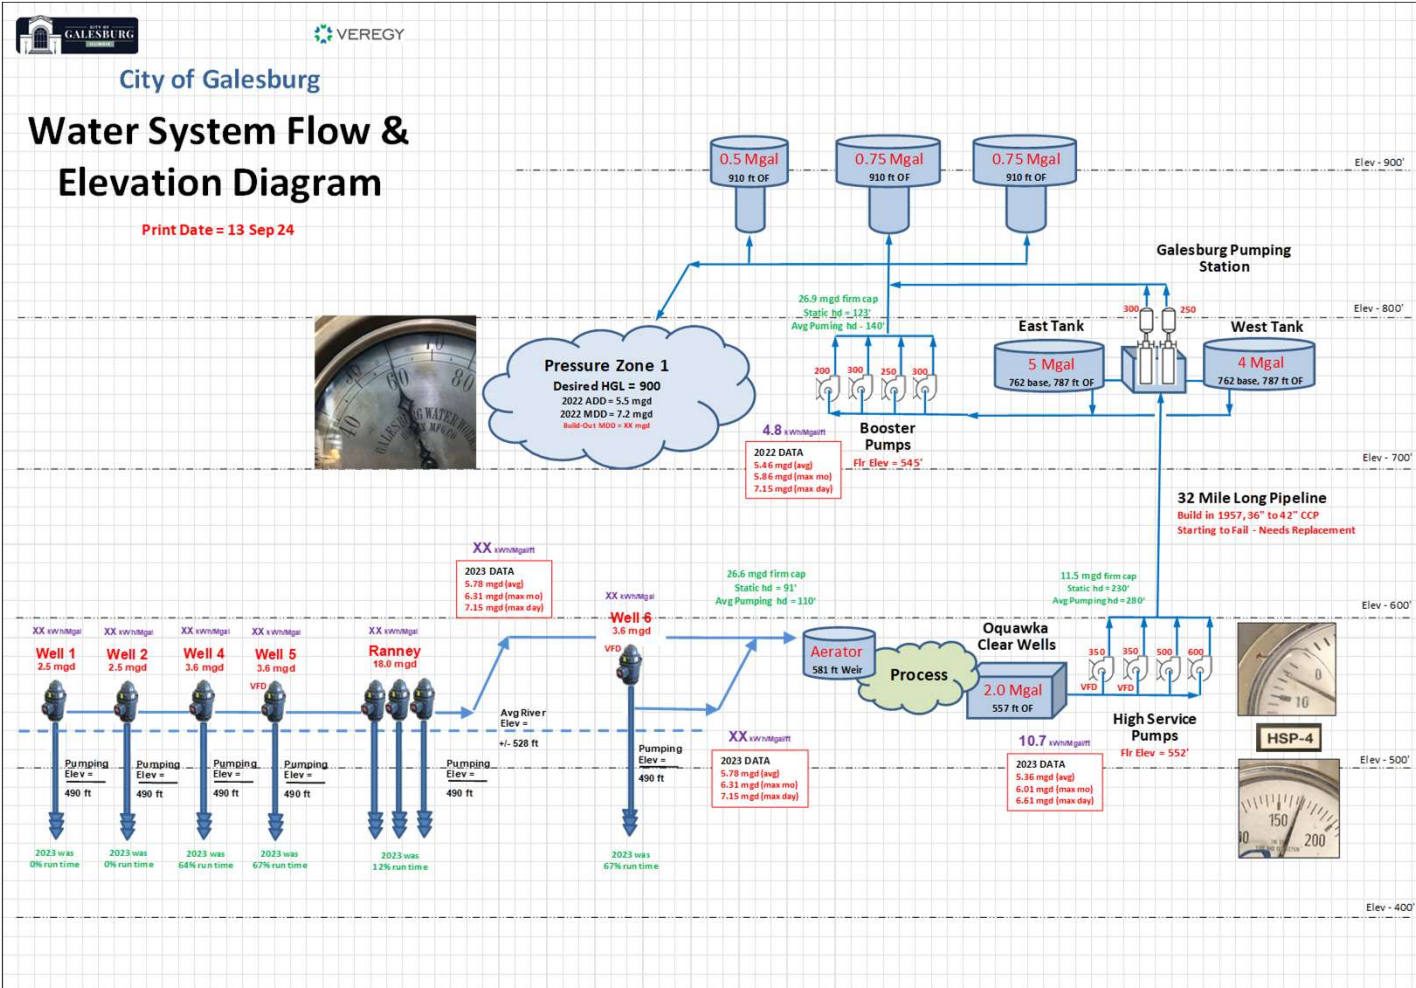 CITY OF
GALESBURG
ILLINOIS
VEREGY
City of Galesburg
Water System Flow &
Elevation Diagram
Print Date = 13 Sep 24
0.5 Mgal
910 ft OF
0.75 Mgal
910 ft OF
0.75 Mgal
910 ft OF
Elev - 900'
Galesburg Pumping
Station
26.9 mgd firm cap
Static hd = 123'
Avg Puming hd - 140'
300
250
Elev - 800'
East Tank
5 Mgal
762 base, 787 ft OF
West Tank
4 Mgal
762 base, 787 ft OF
40
60
70
80
GALESBURG WATER WORKS
Pressure Zone 1
Desired HGL = 900
2022 ADD = 5.5 mgd
2022 MDD = 7.2 mgd
Build-Out MDD = XX mgd
200
300
250
300
Booster
Pumps
Flr Elev = 545'
4.8 kWh/Mgal/ft
2022 DATA
5.46 mgd (avg)
5.86 mgd (max mo)
7.15 mgd (max day)
Elev - 700'
32 Mile Long Pipeline
Build in 1957, 36" to 42" CCP
Starting to Fail - Needs Replacement
XX kWh/Mgal/ft
2023 DATA
5.78 mgd (avg)
6.31 mgd (max mo)
7.15 mgd (max day)
26.6 mgd firm cap
Static hd = 91'
Avg Pumping hd = 110'
11.5 mgd firm cap
Static hd = 230'
Avg Pumping hd = 280'
Elev - 600'
XX kWh/Mgal
Well 1
2.5 mgd
XX kWh/Mgal
Well 2
2.5 mgd
XX kWh/Mgal
Well 4
3.6 mgd
XX kWh/Mgal
Well 5
3.6 mgd
VFD
XX kWh/Mgal
Ranney
18.0 mgd
XX kWh/Mgal
Well 6
3.6 mgd
VFD
Aerator
581 ft Weir
Process
Oquawka
Clear Wells
2.0 Mgal
557 ft OF
350
350
500
600
VFD
VFD
High Service
Pumps
Flr Elev = 552'
0
10
HSP-4
150
200
Avg River
Elev =
+/- 528 ft
Pumping
Elev =
490 ft
Pumping
Elev =
490 ft
Pumping
Elev =
490 ft
Pumping
Elev =
490 ft
Pumping
Elev =
490 ft
Pumping
Elev =
490 ft
XX kWh/Mgal/ft
2023 DATA
5.78 mgd (avg)
6.31 mgd (max mo)
7.15 mgd (max day)
10.7 kWh/Mgal/ft
2023 DATA
5.36 mgd (avg)
6.01 mgd (max mo)
6.61 mgd (max day)
Elev - 500'
2023 was
0% run time
2023 was
0% run time
2023 was
64% run time
2023 was
67% run time
2023 was
12% run time
2023 was
67% run time
Elev - 400'